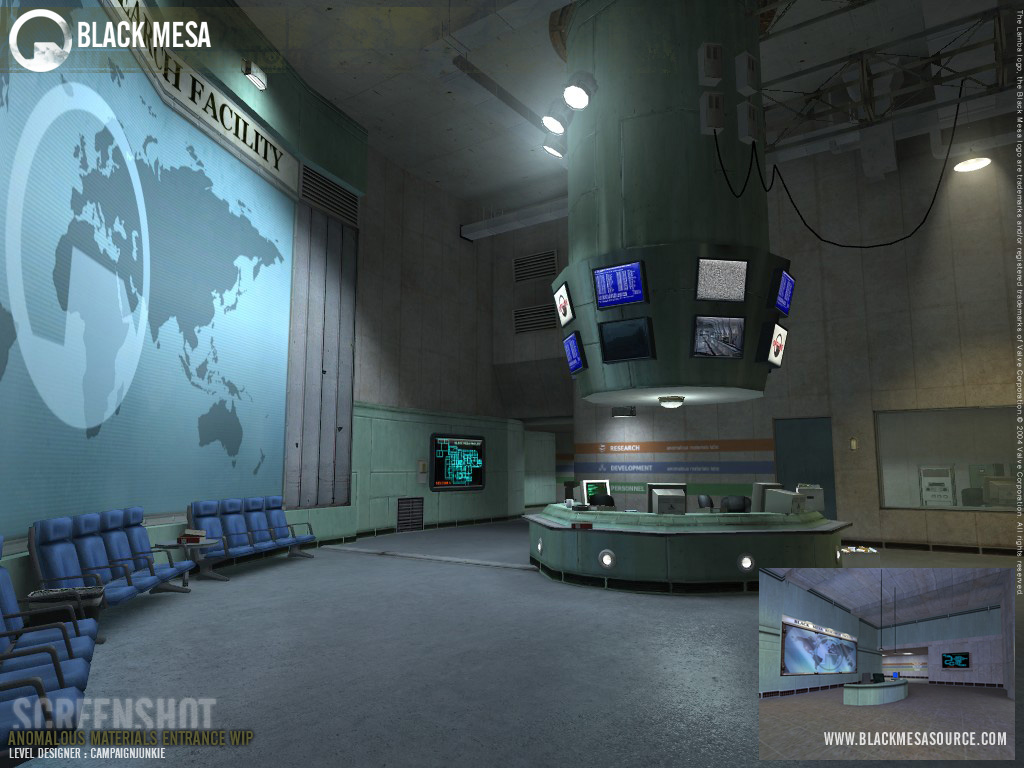 BLACK MESA
CH FACILITY
RESEARCH
DEVELOPMENT
PERSONNEL
SCREENSHOT
ANOMALOUS MATERIALS ENTRANCE WIP
LEVEL DESIGNER : CAMPAIGNJUNKIE
WWW.BLACKMESASOURCE.COM
The Lamba logo, the Black Mesa logo are trademarks and/or registered trademarks of Valve Corporation © 2004 Valve Corporation. All rights reserved